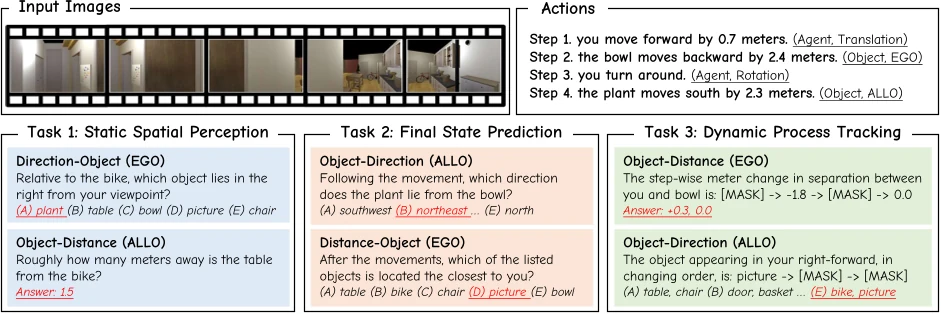 Input Images
Actions
Step 1. you move forward by 0.7 meters. (Agent, Translation)
Step 2. the bowl moves backward by 2.4 meters. (Object, EGO)
Step 3. you turn around. (Agent, Rotation)
Step 4. the plant moves south by 2.3 meters. (Object, ALLO)
Task 1: Static Spatial Perception
Direction-Object (EGO)
Relative to the bike, which object lies in the
right from your viewpoint?
(A) plant (B) table (C) bowl (D) picture (E) chair
Object-Distance (ALLO)
Roughly how many meters away is the table
from the bike?
Answer: 1.5
Task 2: Final State Prediction
Object-Direction (ALLO)
Following the movement, which direction
does the plant lie from the bowl?
(A) southwest (B) northeast ... (E) north
Distance-Object (EGO)
After the movements, which of the listed
objects is located the closest to you?
(A) table (B) bike (C) chair (D) picture (E) bowl
Task 3: Dynamic Process Tracking
Object-Distance (EGO)
The step-wise meter change in separation between
you and bowl is: [MASK] -> -1.8 -> [MASK] -> 0.0
Answer: +0.3, 0.0
Object-Direction (ALLO)
The object appearing in your right-forward, in
changing order, is: picture -> [MASK] -> [MASK]
(A) table, chair (B) door, basket ... (E) bike, picture